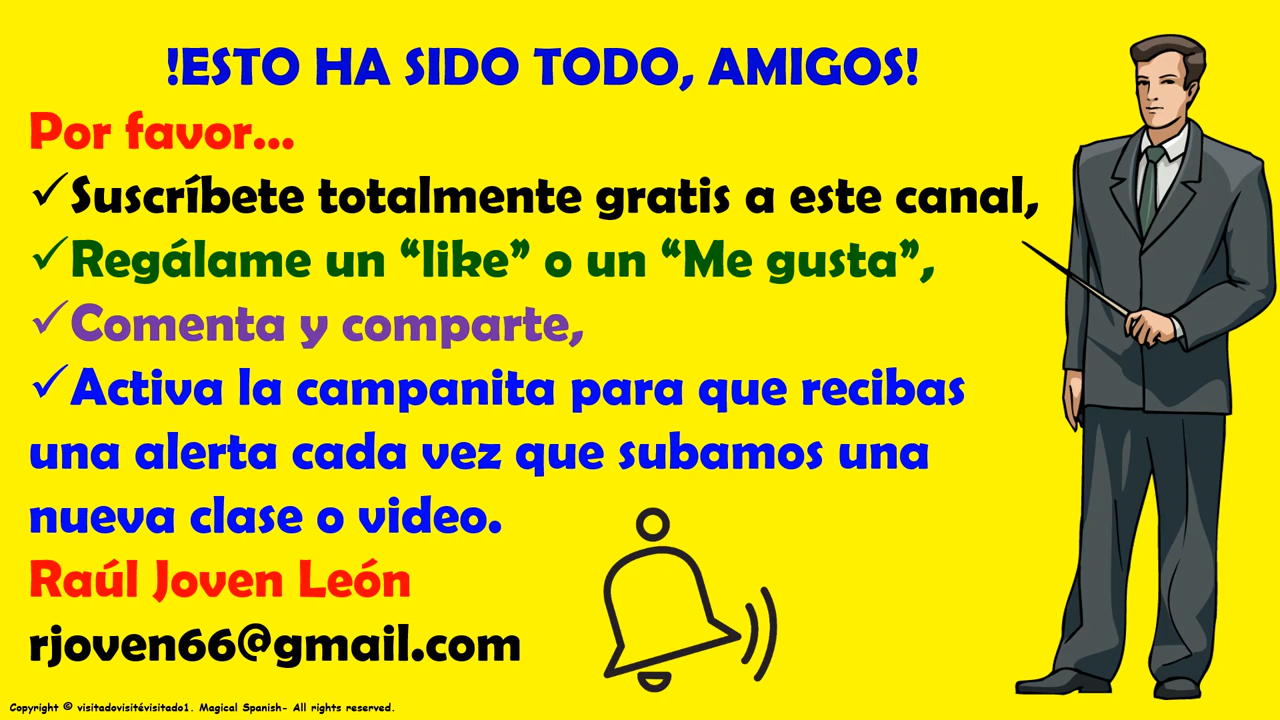 !ESTO HA SIDO TODO, AMIGOS!
Por favor...
✓Suscríbete totalmente gratis a este canal,
✓Regálame un “like” o un “Me gusta”,
✓Comenta y comparte,
✓Activa la campanita para que recibas
una alerta cada vez que subamos una
nueva clase o video.
Raúl Joven León
rjoven66@gmail.com
Copyright © visitadovisitévisitado1. Magical Spanish- All rights reserved.